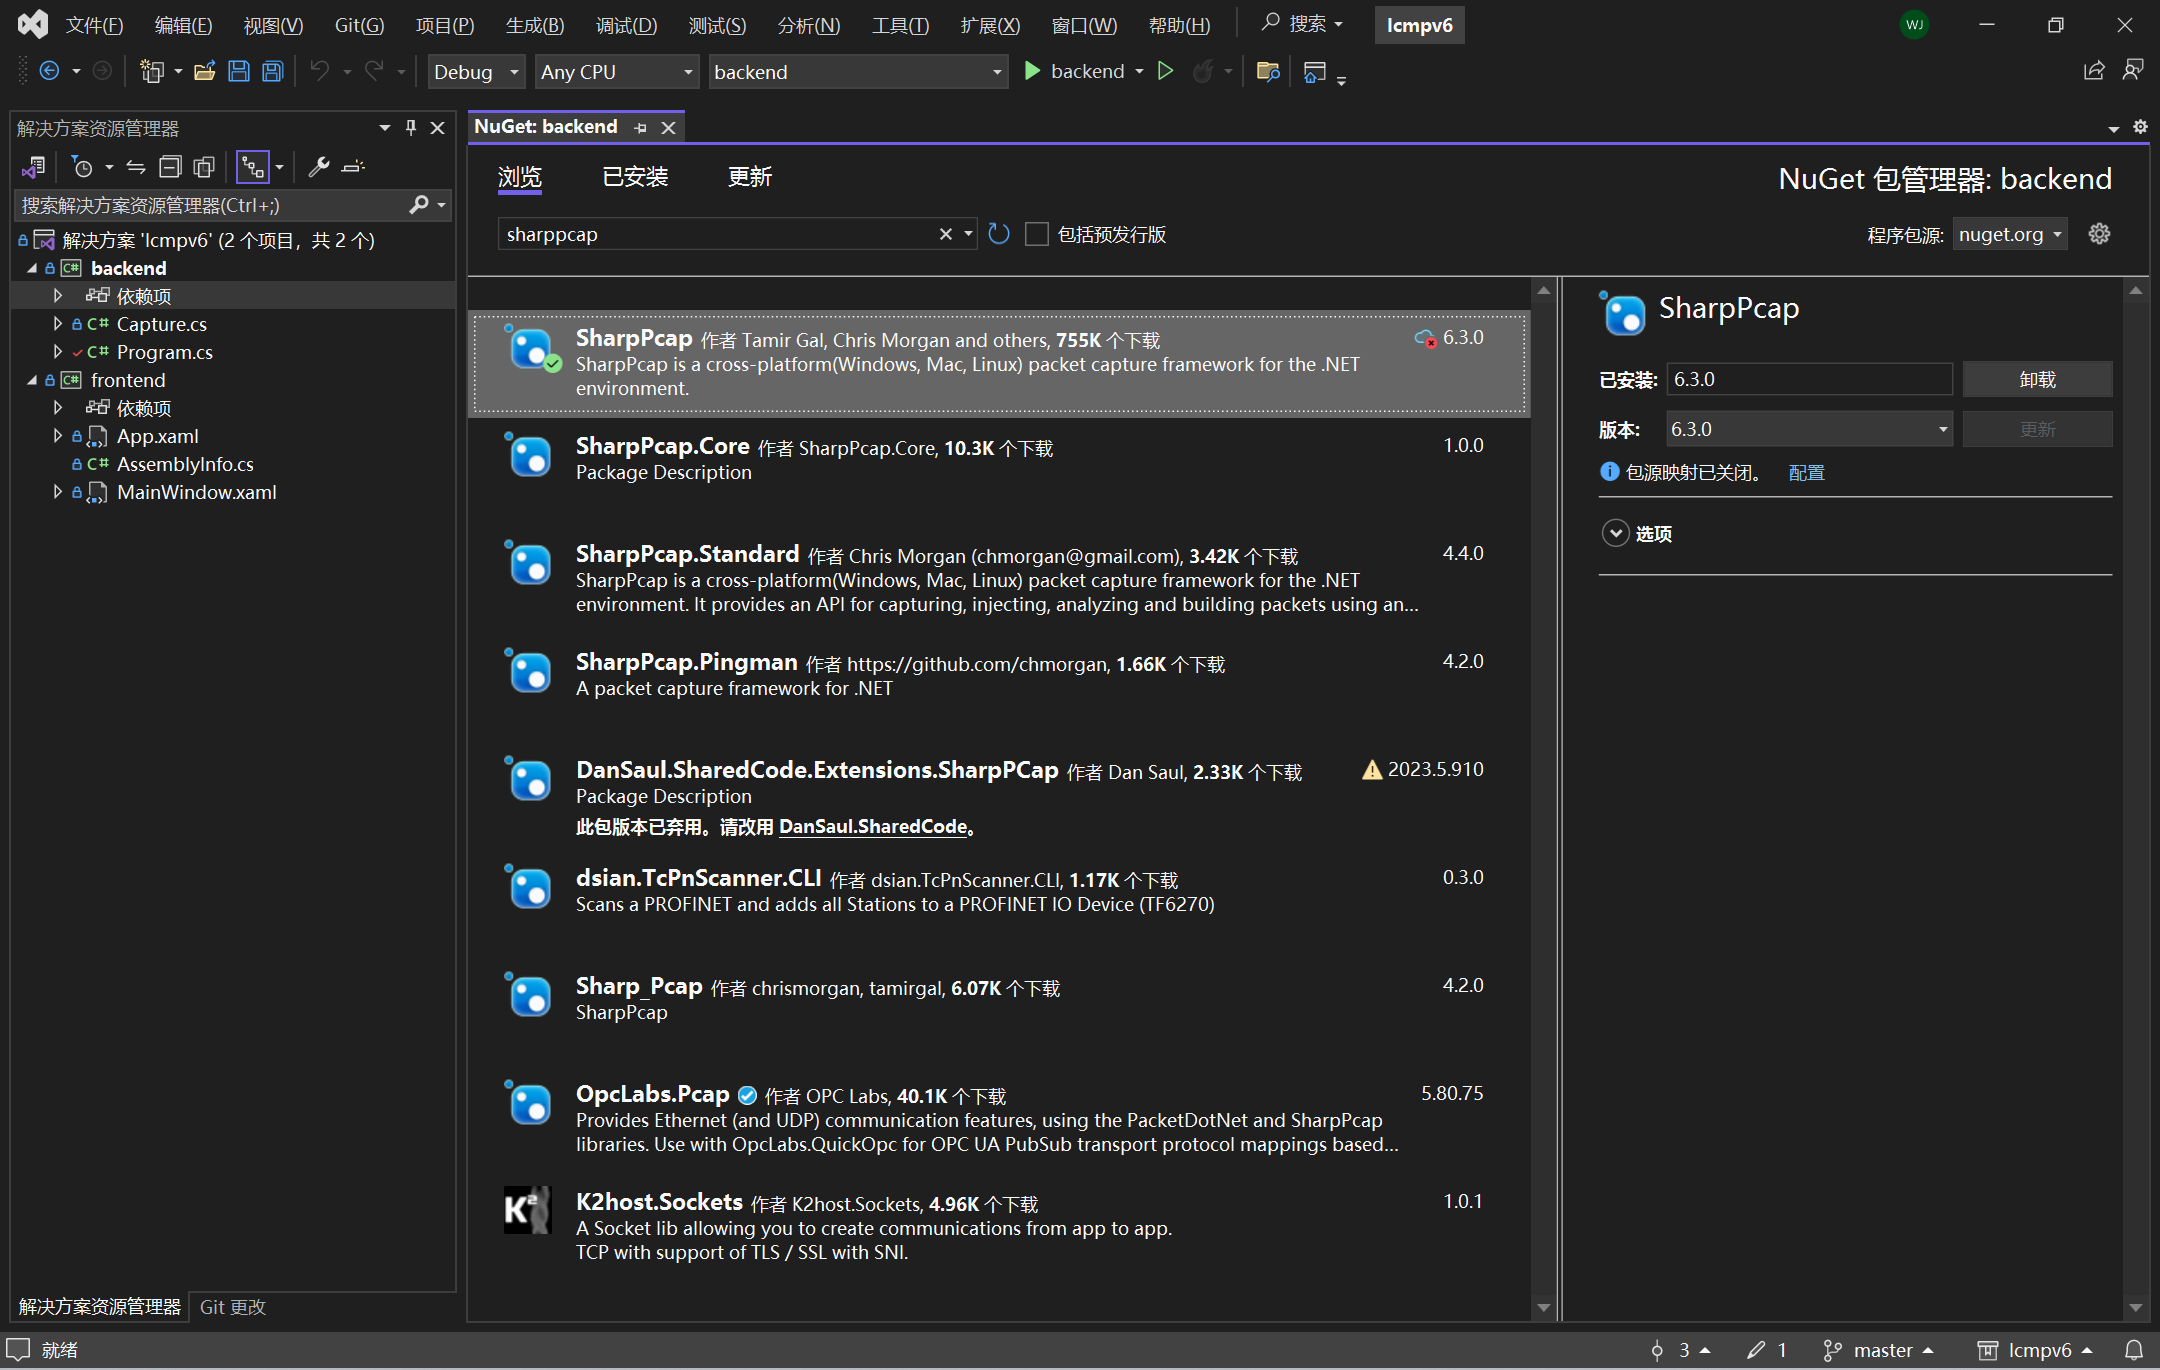 文件(F) 编辑(E) 视图(V) Git(G) 项目(P) 生成(B) 调试(D) 测试(S) 分析(N) 工具(T) 扩展(X) 窗口(W) 帮助(H) 搜索 Icmpv6 WJ
Debug Any CPU backend backend
解决方案资源管理器
搜索解决方案资源管理器(Ctrl+;)
解决方案 'Icmpv6' (2 个项目，共 2 个)
C# backend
依赖项
C# Capture.cs
C# Program.cs
C# frontend
依赖项
App.xaml
C# AssemblyInfo.cs
MainWindow.xaml
解决方案资源管理器 Git 更改
NuGet: backend
浏览 已安装 更新
NuGet 包管理器: backend
sharppcap 包括预发行版
程序包源: nuget.org
SharpPcap 作者 Tamir Gal, Chris Morgan and others, 755K 个下载 6.3.0
SharpPcap is a cross-platform(Windows, Mac, Linux) packet capture framework for the .NET
environment.
SharpPcap.Core 作者 SharpPcap.Core, 10.3K 个下载 1.0.0
Package Description
SharpPcap.Standard 作者 Chris Morgan (chmorgan@gmail.com), 3.42K 个下载 4.4.0
SharpPcap is a cross-platform(Windows, Mac, Linux) packet capture framework for the .NET
environment. It provides an API for capturing, injecting, analyzing and building packets using an...
SharpPcap.Pingman 作者 https://github.com/chmorgan, 1.66K 个下载 4.2.0
A packet capture framework for .NET
DanSaul.SharedCode.Extensions.SharpPCap 作者 Dan Saul, 2.33K 个下载 2023.5.910
Package Description
此包版本已弃用。请改用 DanSaul.SharedCode。
dsian.TcPnScanner.CLI 作者 dsian.TcPnScanner.CLI, 1.17K 个下载 0.3.0
Scans a PROFINET and adds all Stations to a PROFINET IO Device (TF6270)
Sharp_Pcap 作者 chrismorgan, tamirgal, 6.07K 个下载 4.2.0
SharpPcap
OpcLabs.Pcap 作者 OPC Labs, 40.1K 个下载 5.80.75
Provides Ethernet (and UDP) communication features, using the PacketDotNet and SharpPcap
libraries. Use with OpcLabs.QuickOpc for OPC UA PubSub transport protocol mappings based...
K2 K2host.Sockets 作者 K2host.Sockets, 4.96K 个下载 1.0.1
A Socket lib allowing you to create communications from app to app.
TCP with support of TLS / SSL with SNI.
SharpPcap
已安装: 6.3.0 卸载
版本: 6.3.0 更新
包源映射已关闭。 配置
选项
就绪 3 1 master Icmpv6